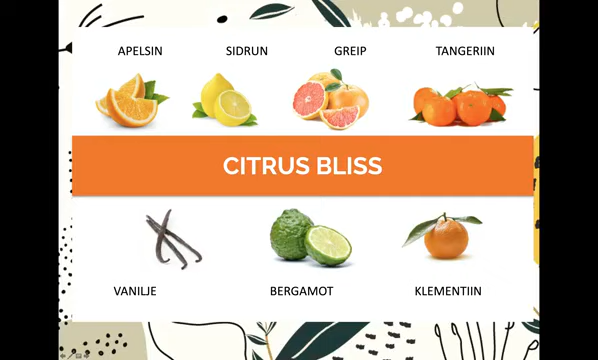 APELSIN SIDRUN GREIP TANGERIIN
CITRUS BLISS
VANILJE BERGAMOT KLEMENTIIN